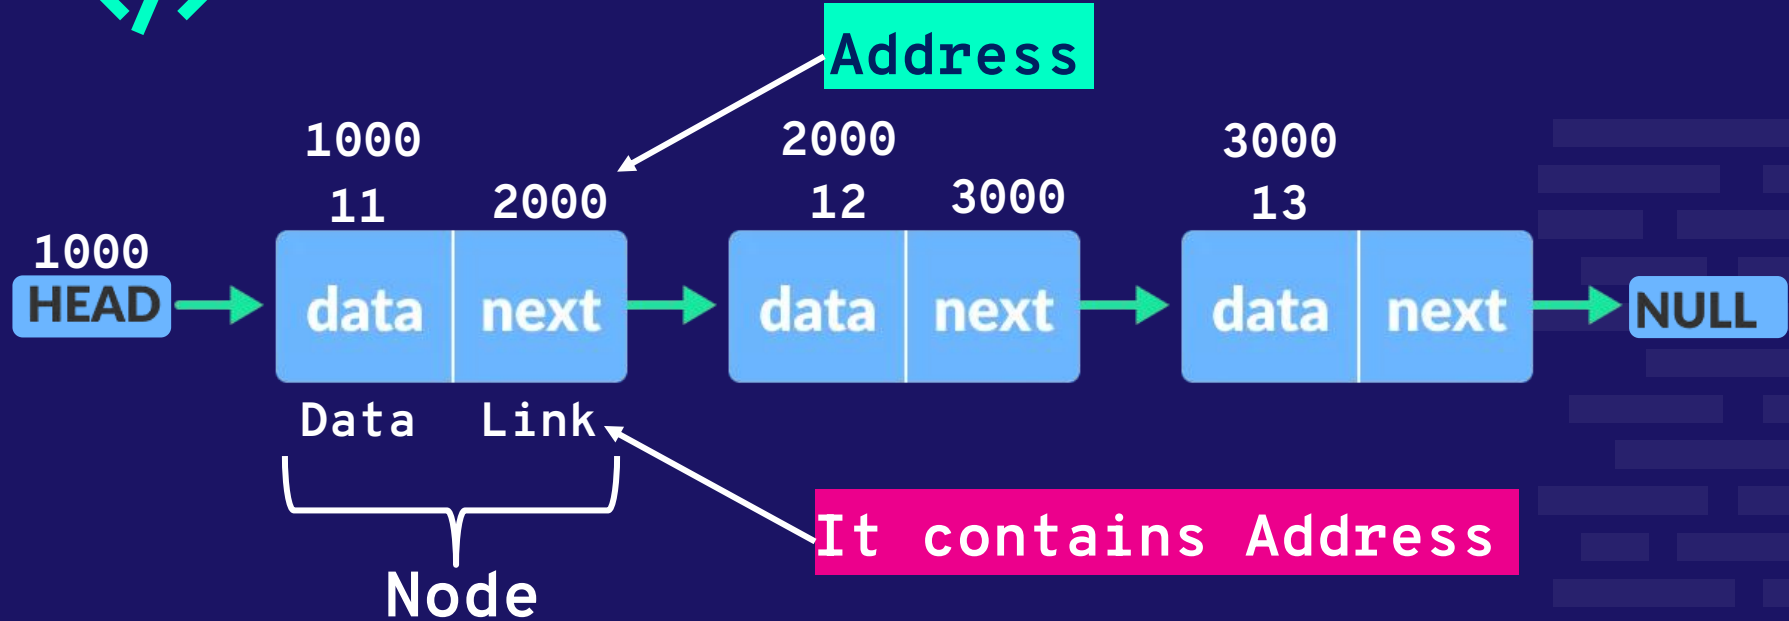 Address
1000
2000
3000
11
2000
12
3000
13
1000
HEAD
data
next
data
next
data
next
NULL
Data
Link
It contains Address
Node